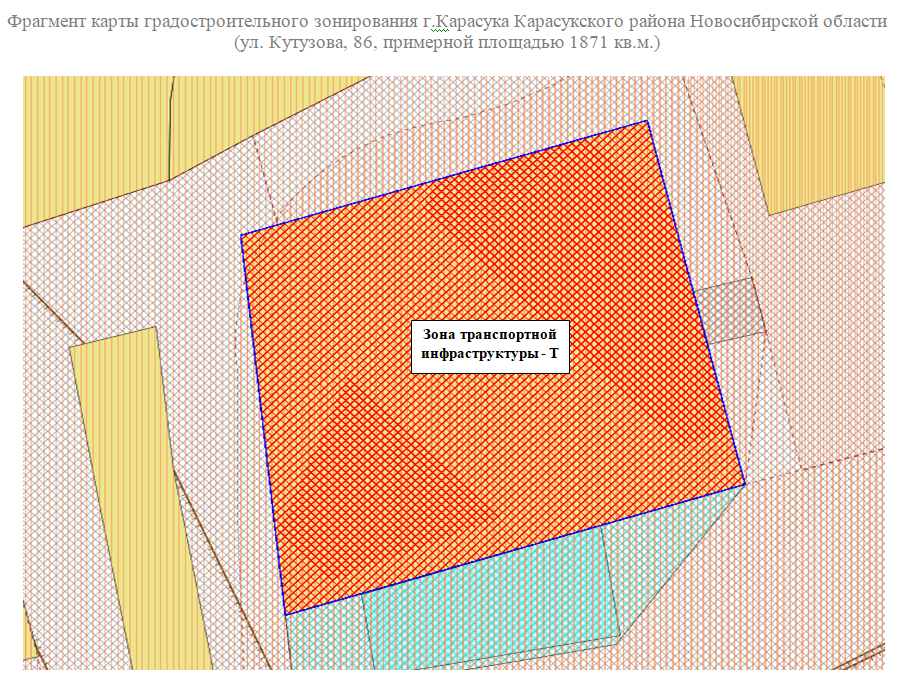 Фрагмент карты градостроительного зонирования г.Карасука Карасукского района Новосибирской области
(ул. Кутузова, 86, примерной площадью 1871 кв.м.)
Зона транспортной
инфраструктуры - Т